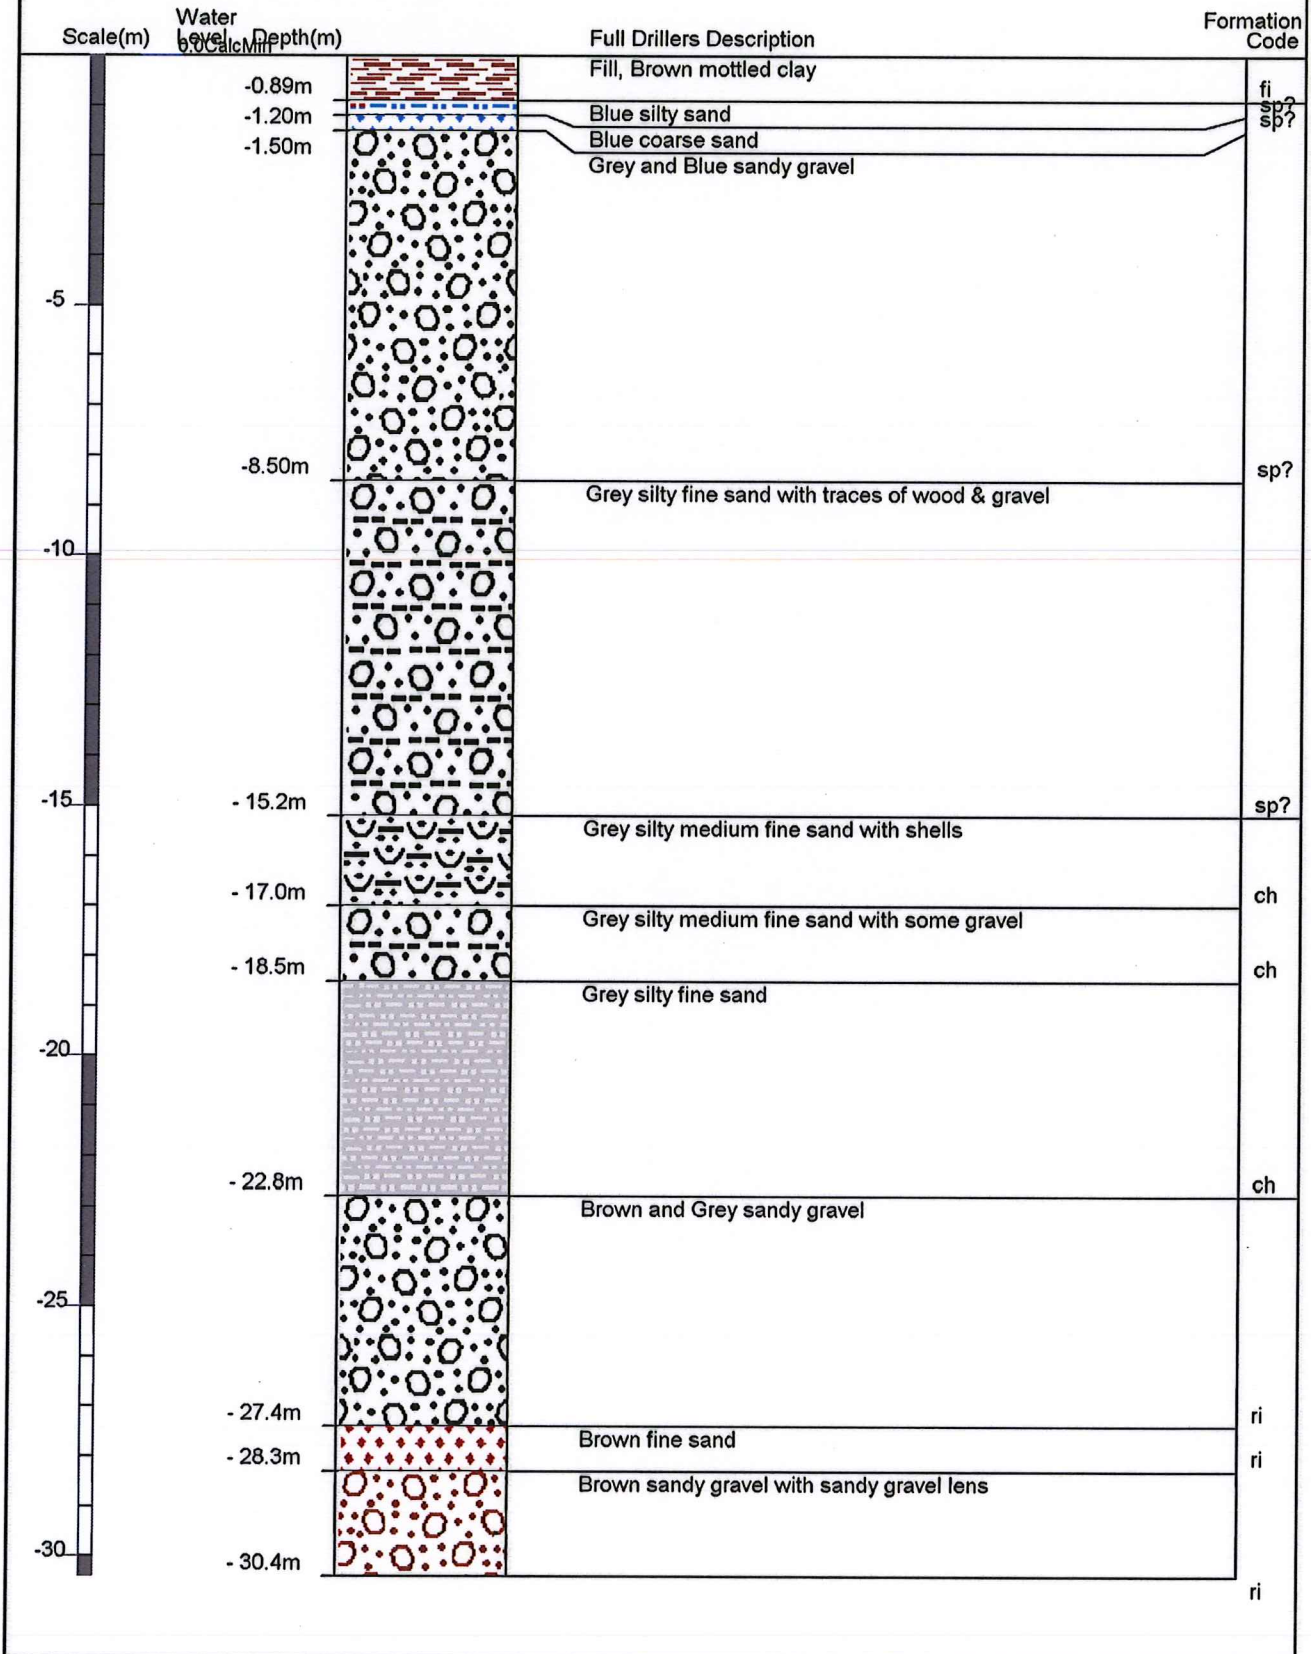 Scale(m) Water Level Depth(m) Full Drillers Description Formation Code
0.0CalcMin
Fill, Brown mottled clay
-0.89m fi
sp?
Blue silty sand
-1.20m sp?
Blue coarse sand
-1.50m
Grey and Blue sandy gravel
-5
-8.50m sp?
Grey silty fine sand with traces of wood & gravel
-10
-15 - 15.2m sp?
Grey silty medium fine sand with shells
- 17.0m ch
Grey silty medium fine sand with some gravel
- 18.5m ch
Grey silty fine sand
-20
- 22.8m ch
Brown and Grey sandy gravel
-25
- 27.4m ri
Brown fine sand
- 28.3m ri
Brown sandy gravel with sandy gravel lens
-30 - 30.4m
ri